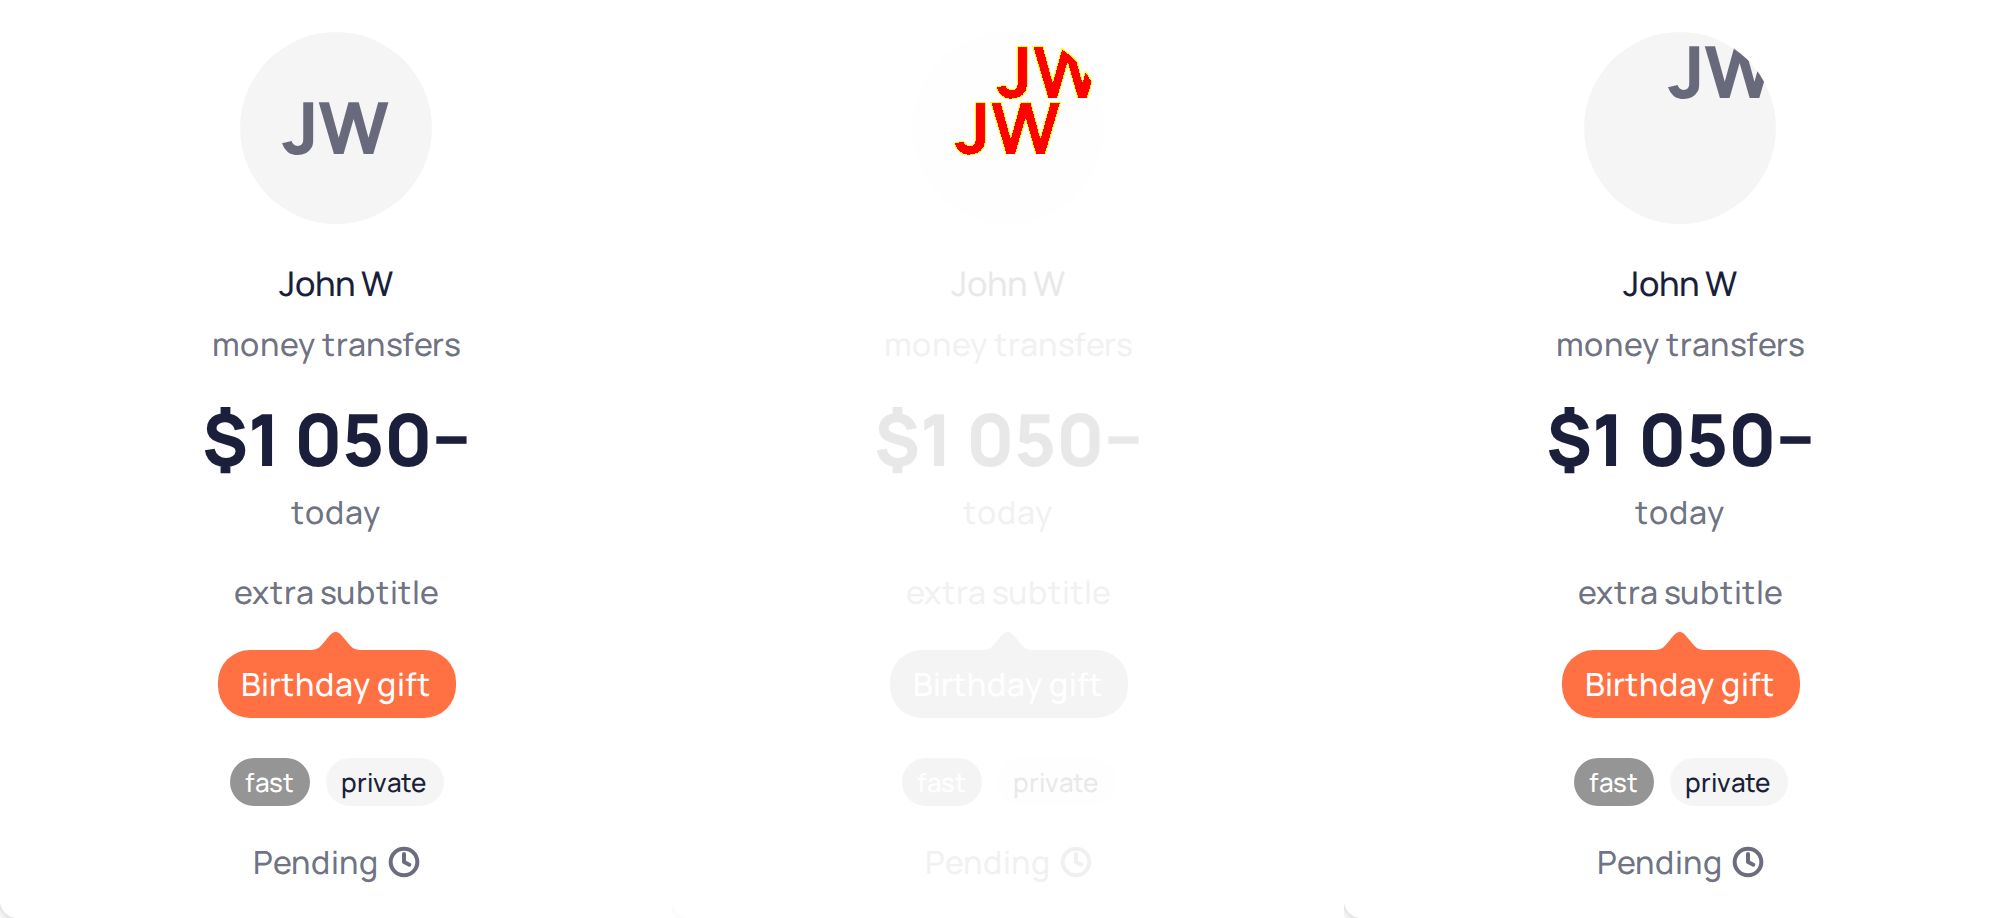 JW
John W
money transfers
$1 050–
today
extra subtitle
Birthday gift
fast private
Pending
JW
JW
John W
money transfers
$1 050–
today
extra subtitle
Birthday gift
fast private
Pending
JW
John W
money transfers
$1 050–
today
extra subtitle
Birthday gift
fast private
Pending